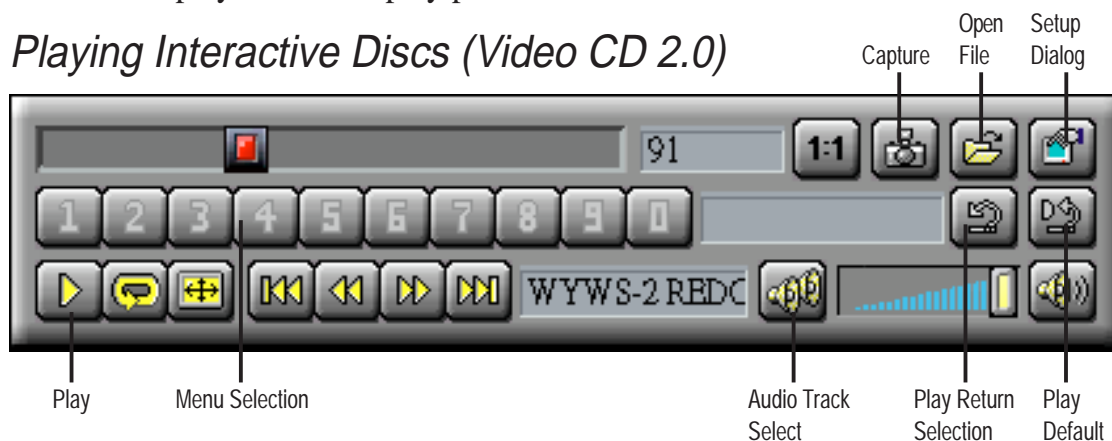 Playing Interactive Discs (Video CD 2.0)
Capture
Open
File
Setup
Dialog
91
1:1
1 2 3 4 5 6 7 8 9 0
D
WYWS-2 REDC
Play
Menu Selection
Audio Track
Select
Play Return
Selection
Play
Default